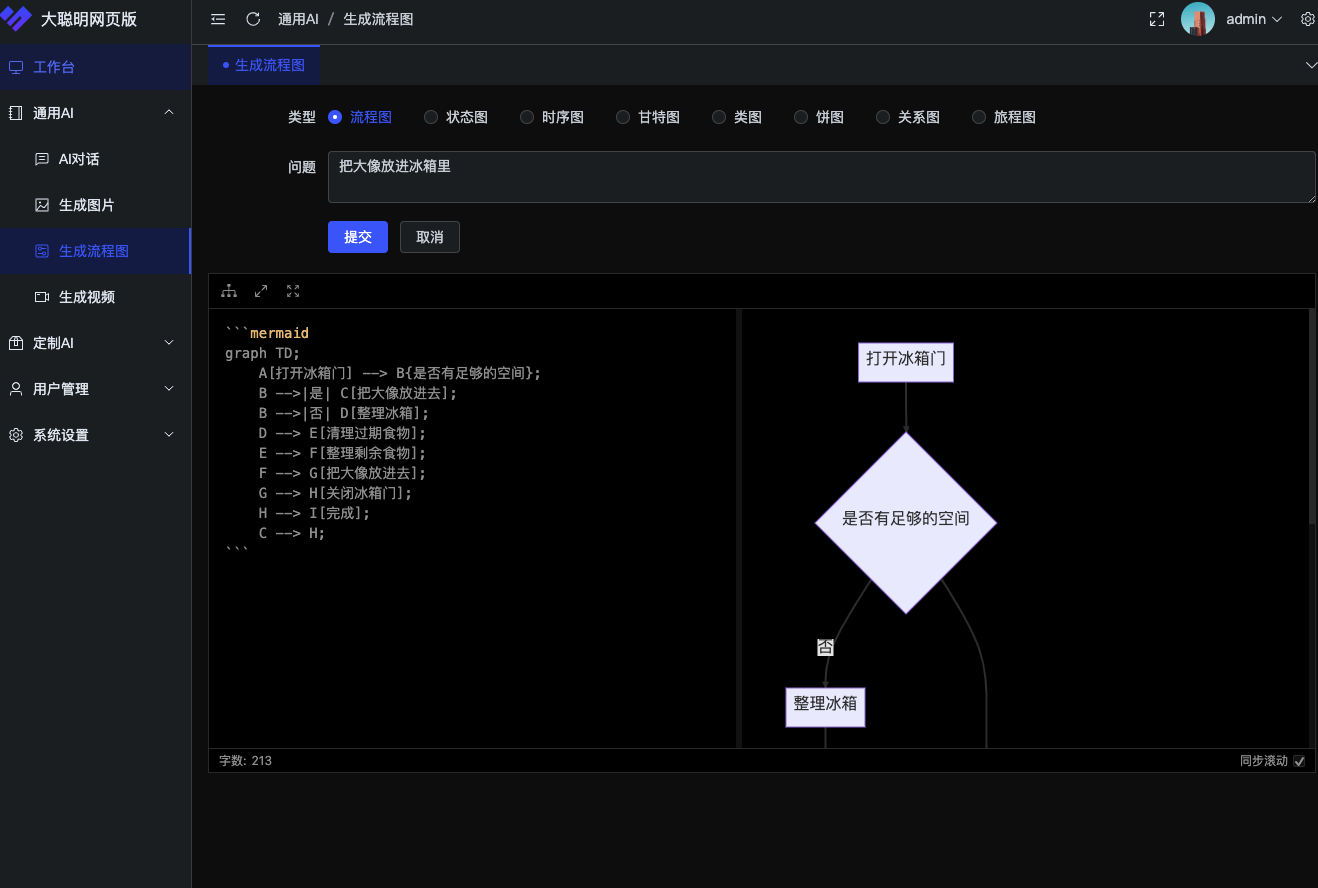 大聪明网页版
通用AI / 生成流程图
admin
工作台
通用AI
AI对话
生成图片
生成流程图
生成视频
定制AI
用户管理
系统设置
生成流程图
类型 流程图 状态图 时序图 甘特图 类图 饼图 关系图 旅程图
问题 把大像放进冰箱里
提交 取消
```mermaid
graph TD;
    A[打开冰箱门] --> B{是否有足够的空间};
    B -->|是| C[把大像放进去];
    B -->|否| D[整理冰箱];
    D --> E[清理过期食物];
    E --> F[整理剩余食物];
    F --> G[把大像放进去];
    G --> H[关闭冰箱门];
    H --> I[完成];
    C --> H;
```
打开冰箱门
是否有足够的空间
否
整理冰箱
字数: 213
同步滚动